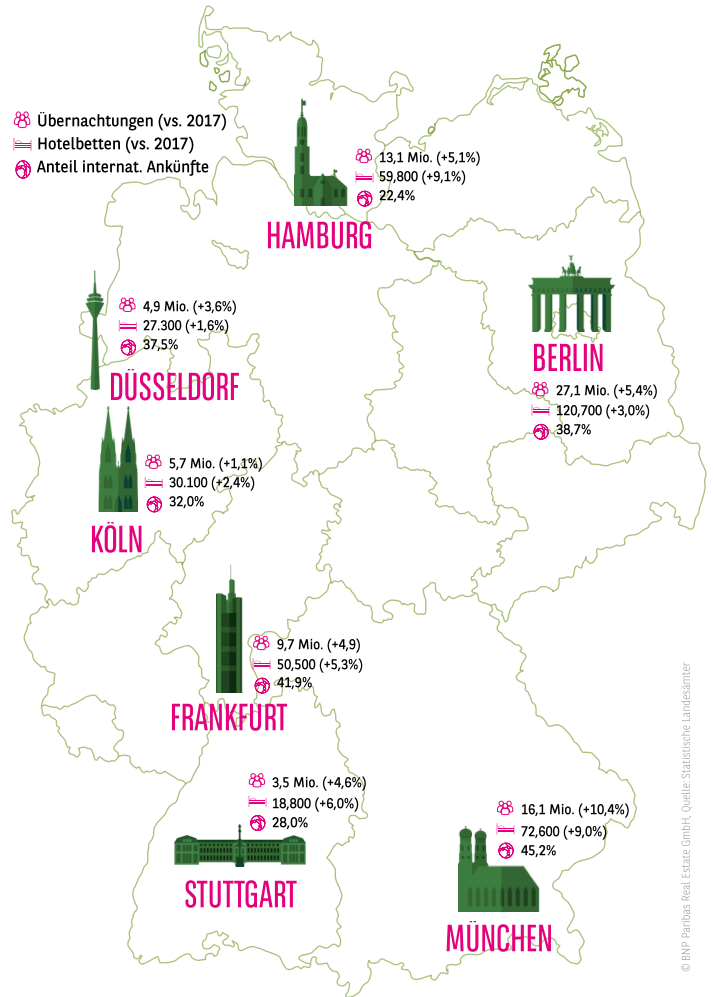 Übernachtungen (vs. 2017)
Hotelbetten (vs. 2017)
Anteil internat. Ankünfte
13,1 Mio. (+5,1%)
59,800 (+9,1%)
22,4%
HAMBURG
4,9 Mio. (+3,6%)
27.300 (+1,6%)
37,5%
DÜSSELDORF
BERLIN
27,1 Mio. (+5,4%)
120,700 (+3,0%)
38,7%
5,7 Mio. (+1,1%)
30.100 (+2,4%)
32,0%
KÖLN
9,7 Mio. (+4,9)
50,500 (+5,3%)
41,9%
FRANKFURT
3,5 Mio. (+4,6%)
18,800 (+6,0%)
28,0%
STUTTGART
16,1 Mio. (+10,4%)
72,600 (+9,0%)
45,2%
MÜNCHEN
© BNP Paribas Real Estate GmbH, Quelle: Statistische Landesämter